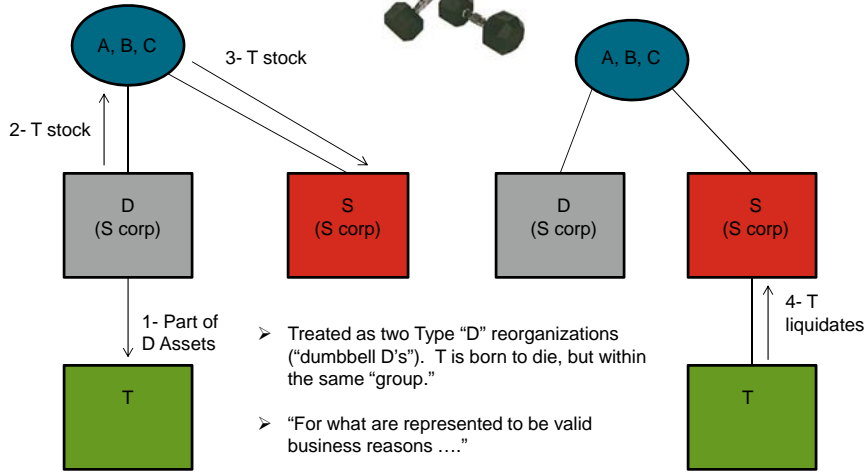 A, B, C
3- T stock
2- T stock
D
(S corp)
S
(S corp)
1- Part of
D Assets
T
A, B, C
D
(S corp)
S
(S corp)
4- T
liquidates
T
➢ Treated as two Type “D” reorganizations
(“dumbbell D’s”). T is born to die, but within
the same “group.”
➢ “For what are represented to be valid
business reasons ….”